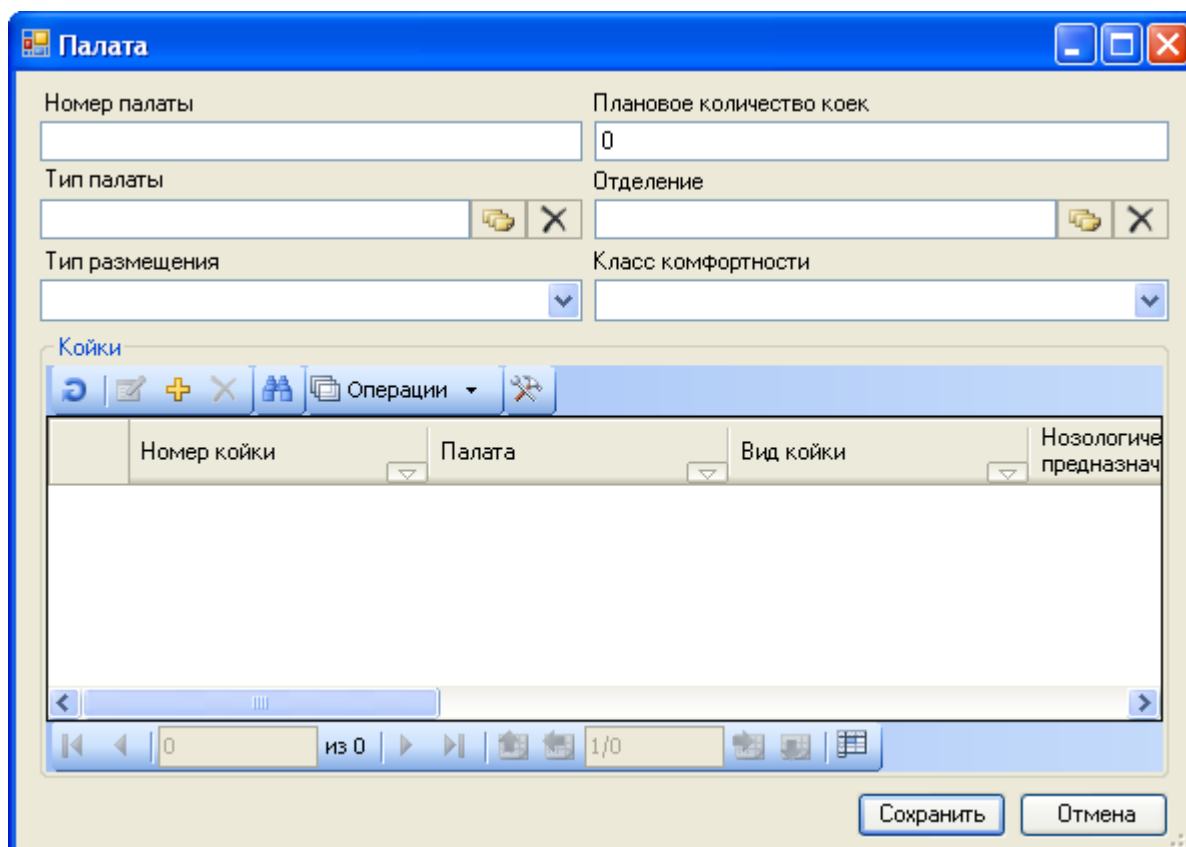 Палата
Номер палаты
Плановое количество коек
0
Тип палаты
Отделение
Тип размещения
Класс комфортности
Койки
Операции
Номер койки
Палата
Вид койки
Нозологиче
предназнач
0
из 0
1/0
Сохранить
Отмена